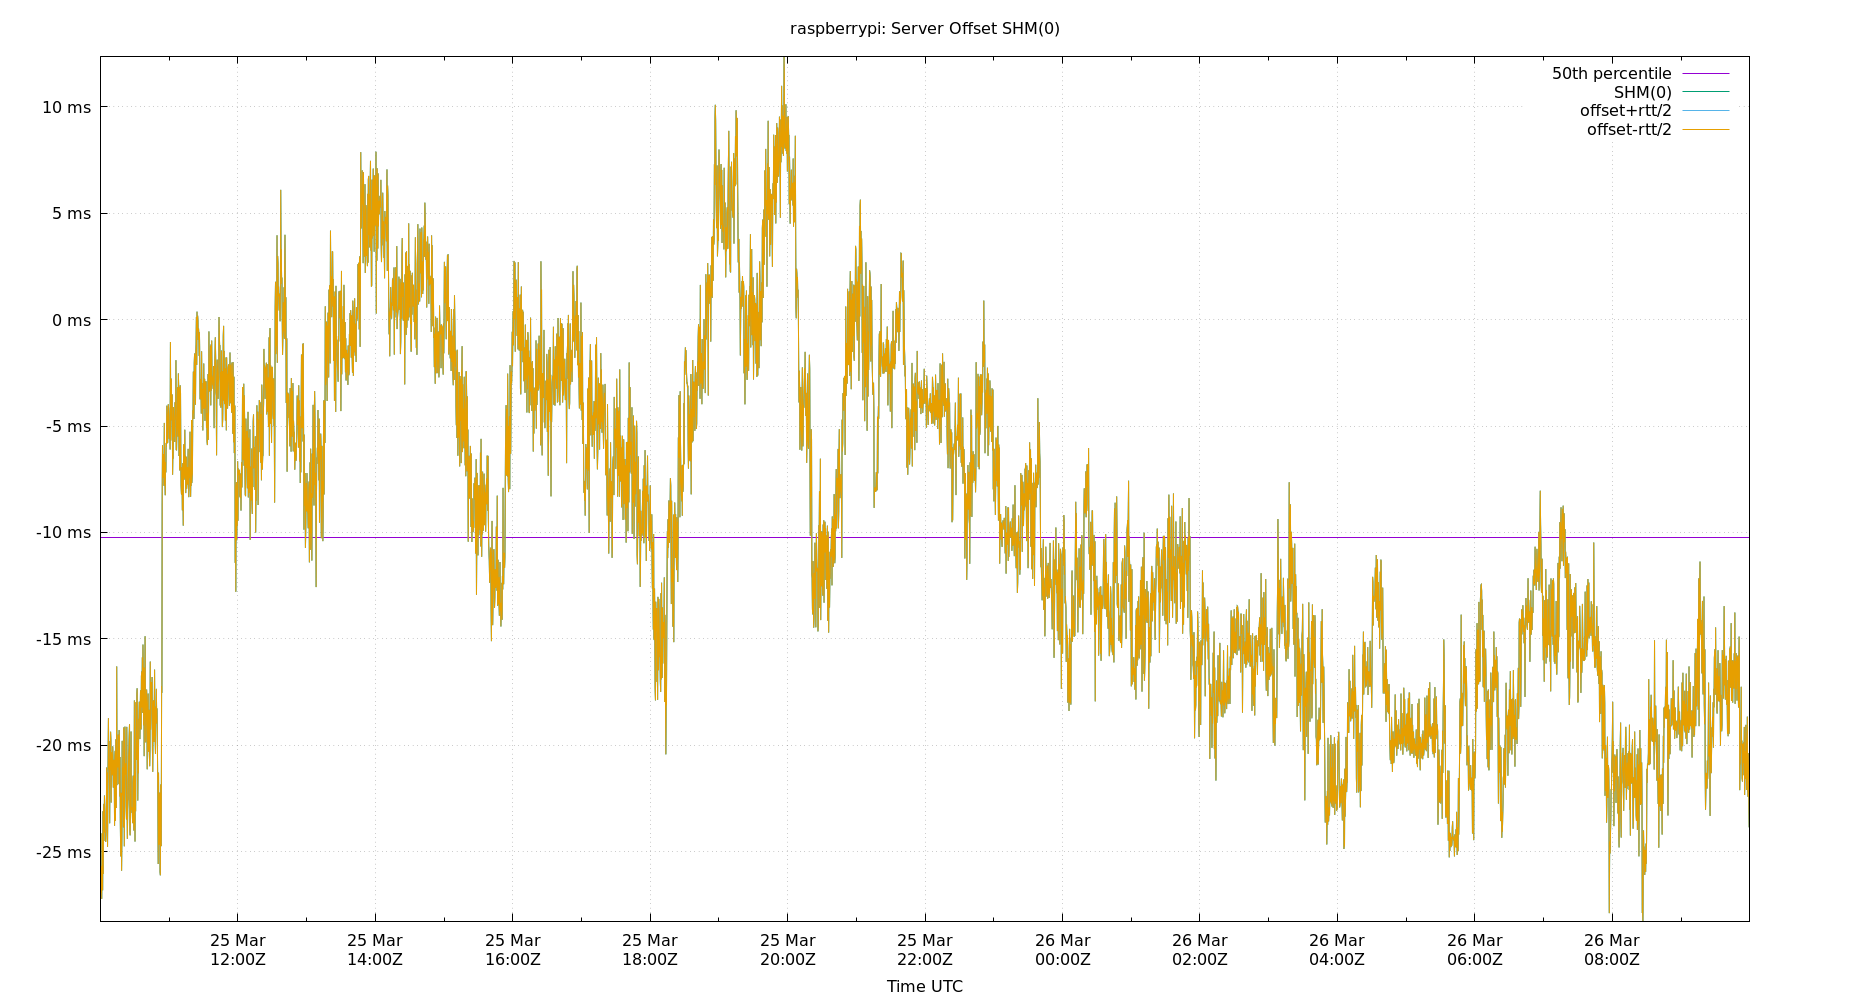 raspberrypi: Server Offset SHM(0)
50th percentile
SHM(0)
offset+rtt/2
offset-rtt/2
10 ms
5 ms
0 ms
-5 ms
-10 ms
-15 ms
-20 ms
-25 ms
25 Mar 25 Mar 25 Mar 25 Mar 25 Mar 25 Mar 26 Mar 26 Mar 26 Mar 26 Mar 26 Mar
12:00Z 14:00Z 16:00Z 18:00Z 20:00Z 22:00Z 00:00Z 02:00Z 04:00Z 06:00Z 08:00Z
Time UTC